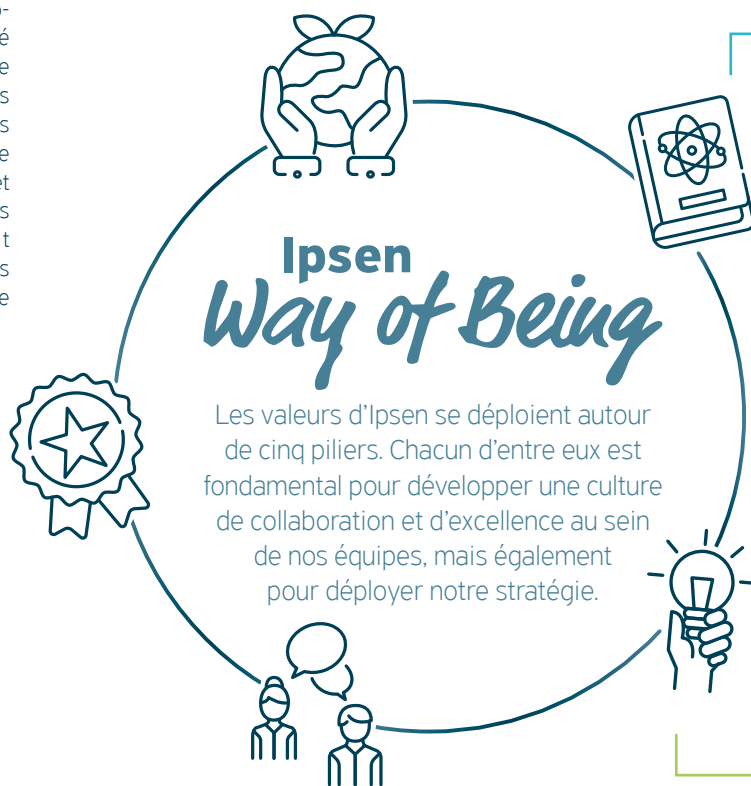 -
é
e
s
s
e
et
s
t
s
e
Ipsen
Way of Being
Les valeurs d’Ipsen se déploient autour
de cinq piliers. Chacun d’entre eux est
fondamental pour développer une culture
de collaboration et d’excellence au sein
de nos équipes, mais également
pour déployer notre stratégie.